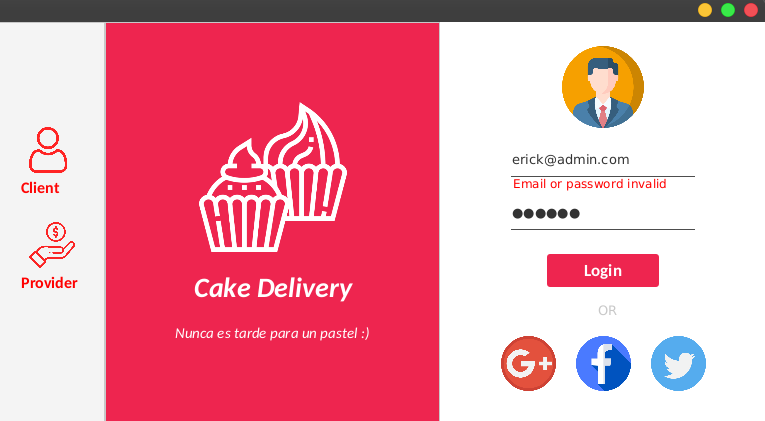 Client
Provider
Cake Delivery
Nunca es tarde para un pastel :)
erick@admin.com
Email or password invalid
●●●●●●
Login
OR
G+
f